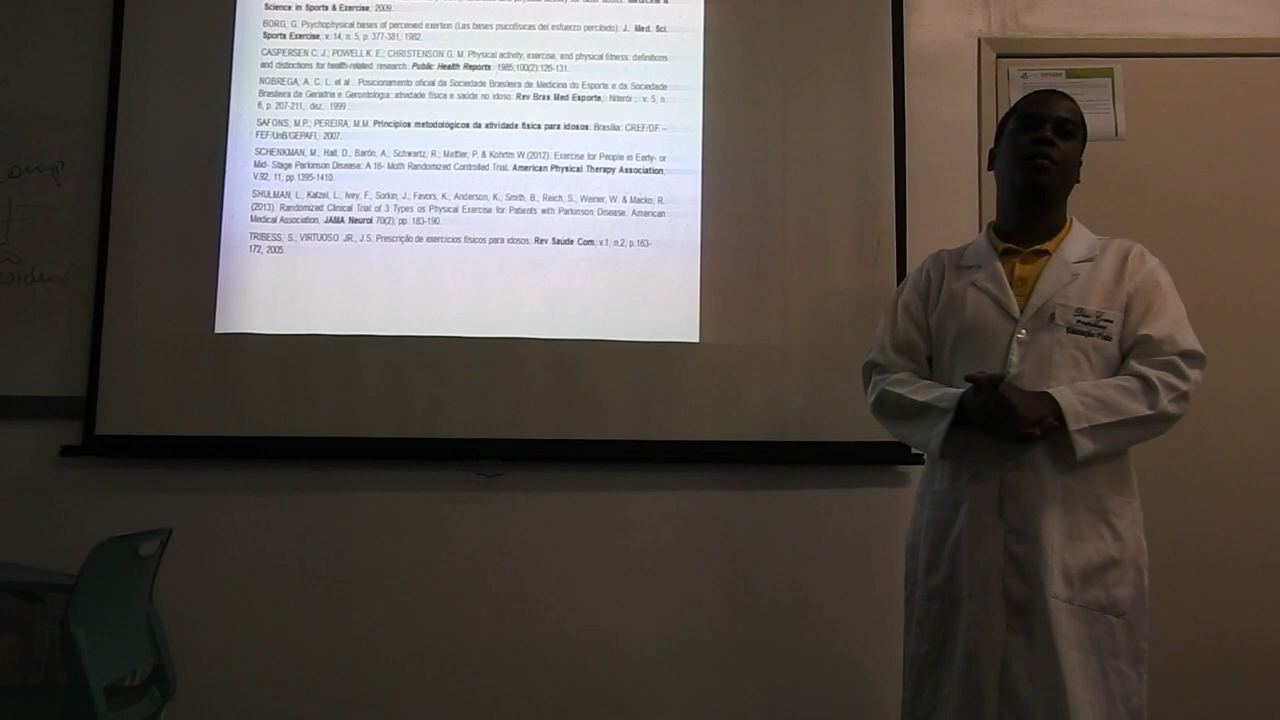 Science in Sports & Exercise, 2009.
BORG, G. Psychophysical bases of perceived exertion (Las bases psicofísicas del esfuerzo percibido). J. Med. Sci.
Sports Exercise, v. 14, n. 5, p. 377-381, 1982.
CASPERSEN C. J.; POWELL K. E.; CHRISTENSON G. M. Physical activity, exercise, and physical fitness: definitions
and distinctions for health-related research. Public Health Reports. 1985;100(2):126-131.
NOBREGA, A. C. L. et al . Posicionamento oficial da Sociedade Brasileira de Medicina do Esporte e da Sociedade
Brasileira de Geriatria e Gerontologia: atividade física e saúde no idoso. Rev Bras Med Esporte, Niterói , v. 5, n.
6, p. 207-211, dez. 1999 .
SAFONS, M.P.; PEREIRA, M.M. Princípios metodológicos da atividade física para idosos. Brasília: CREF/DF –
FEF/UnB/GEPAFI, 2007.
SCHENKMAN, M., Hall, D., Barón, A., Schwartz, R., Mettler, P. & Kohrtm W.(2012). Exercise for People in Early- or
Mid- Stage Parkinson Disease: A 16- Moth Randomized Controlled Trial. American Physical Therapy Association,
V.92, 11, pp.1395-1410.
SHULMAN, L., Katzel, L., Ivey, F., Sorkin, J., Favors, K., Anderson, K., Smith, B., Reich, S., Weiner, W. & Macko, R.
(2013). Randomized Clinical Trial of 3 Types os Physical Exercise for Patients with Parkinson Disease. American
Medical Association, JAMA Neurol 70(2), pp. 183-190.
TRIBESS, S.; VIRTUOSO JR., J.S. Prescrição de exercícios físicos para idosos. Rev Saúde Com, v.1, n.2, p.163-
172, 2005.